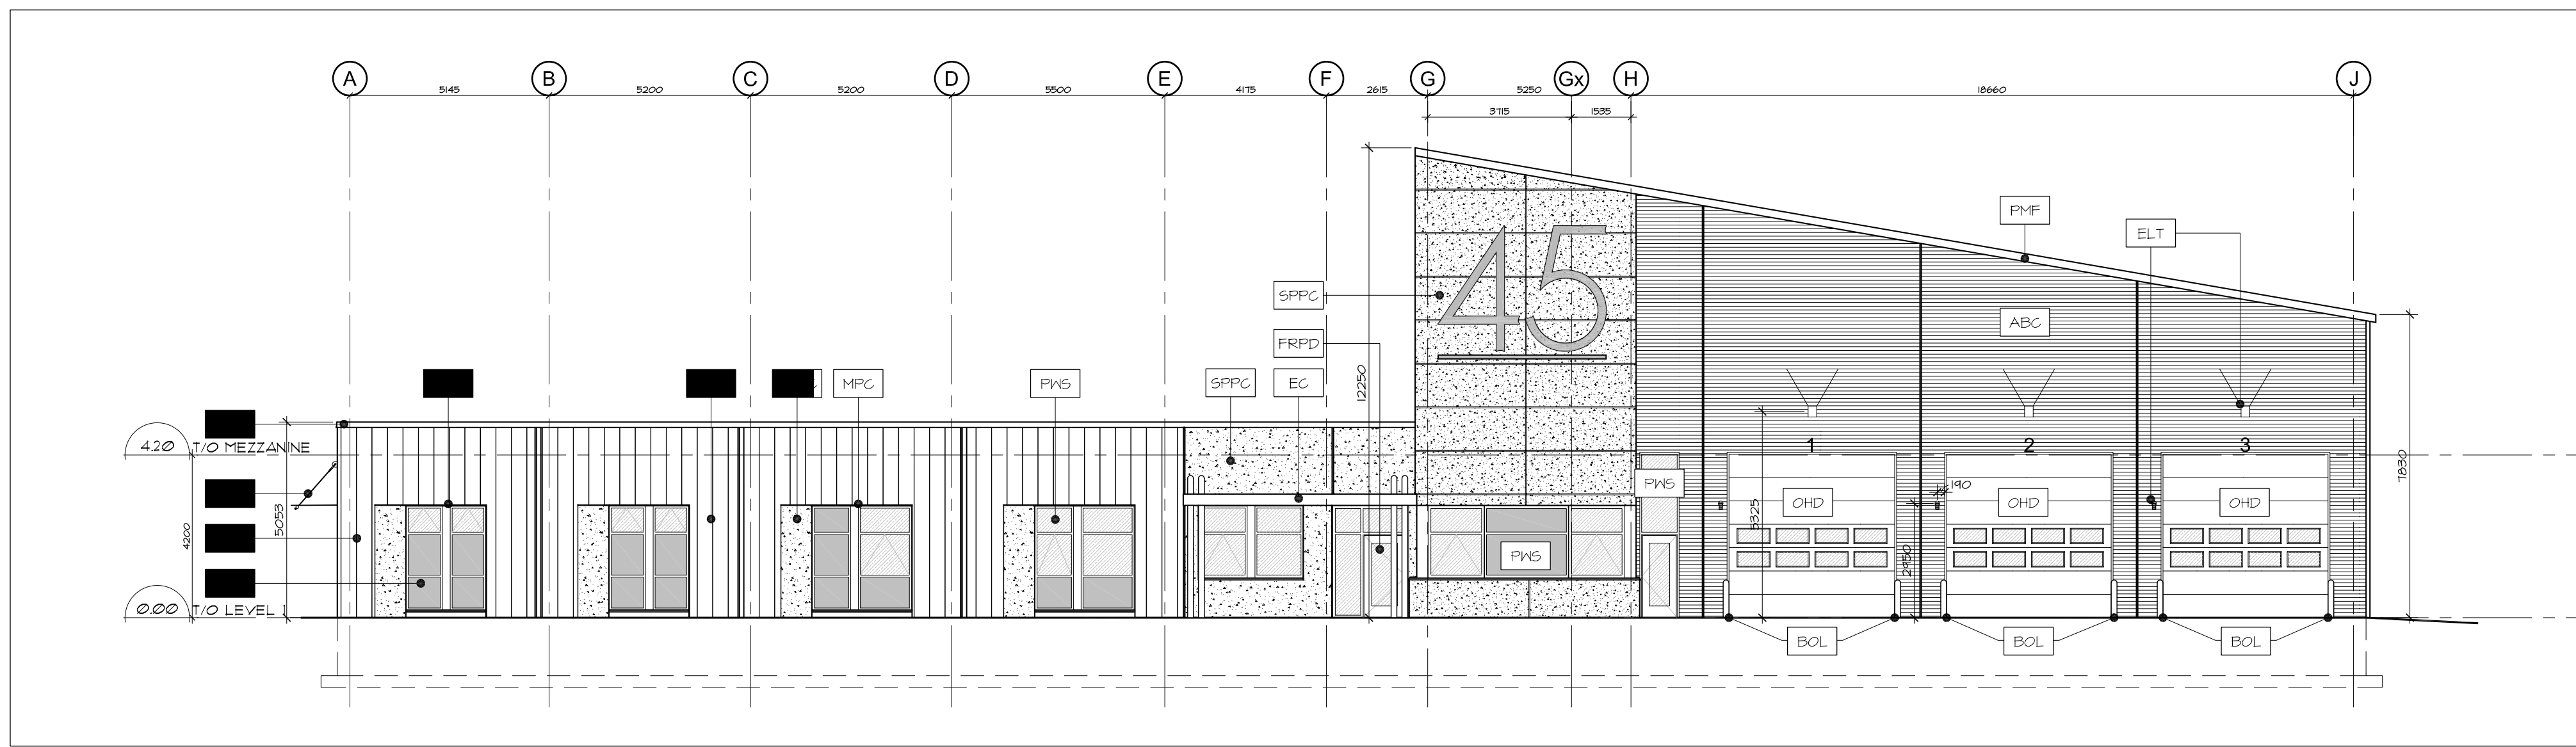 A B C D E F G Gx H J
5145 5200 5200 5500 4175 2615 5250 18660
3715 1535
PMF
ELT
45
SPPC
ABC
FRPD
12250
MPC PWS SPPC EC
4.20 T/O MEZZANINE
1 2 3
7830
PWS
190
OHD OHD OHD
5325
5053
4200
2950
PWS
0.00 T/O LEVEL 1
BOL BOL BOL